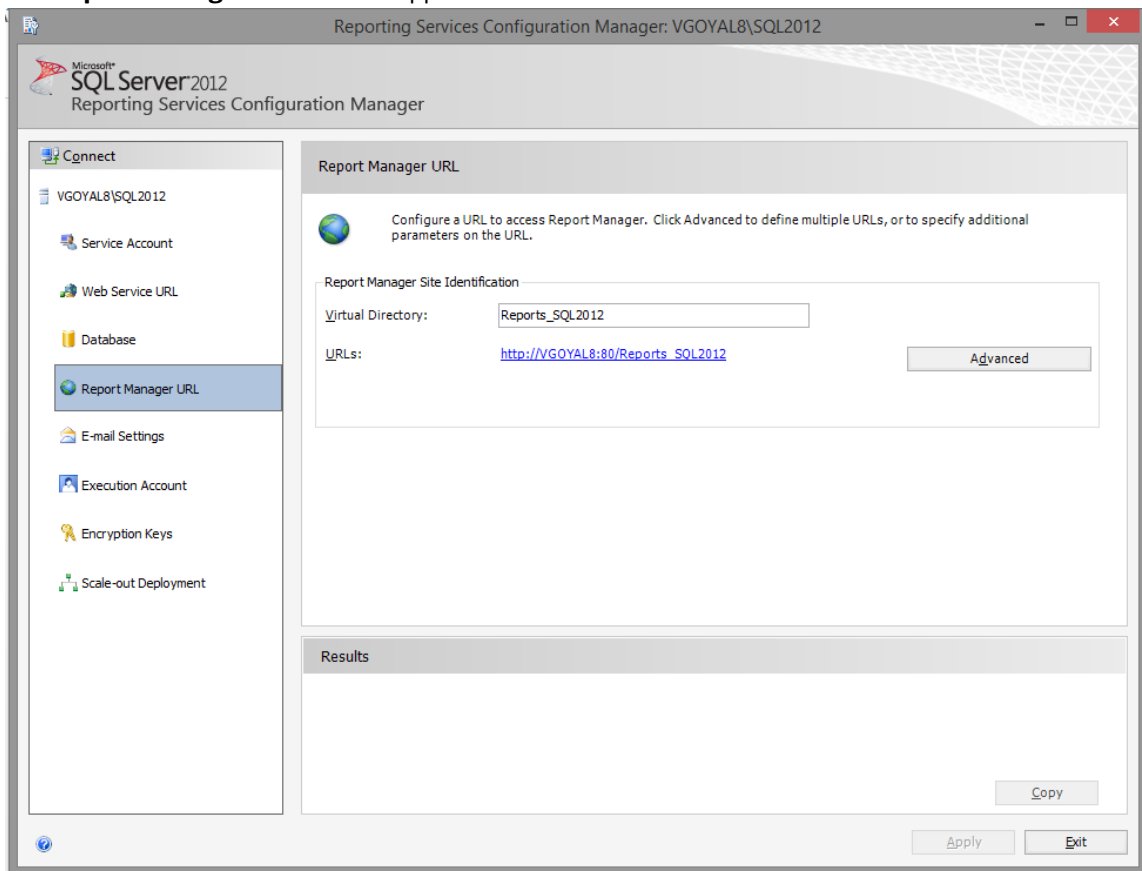 Reporting Services Configuration Manager: VGOYAL8\SQL2012
Microsoft®
SQL Server 2012
Reporting Services Configuration Manager
Connect
VGOYAL8\SQL2012
Service Account
Web Service URL
Database
Report Manager URL
E-mail Settings
Execution Account
Encryption Keys
Scale-out Deployment
Report Manager URL
Configure a URL to access Report Manager. Click Advanced to define multiple URLs, or to specify additional
parameters on the URL.
Report Manager Site Identification
Virtual Directory: Reports_SQL2012
URLs: http://VGOYAL8:80/Reports_SQL2012
Advanced
Results
Copy
Apply Exit